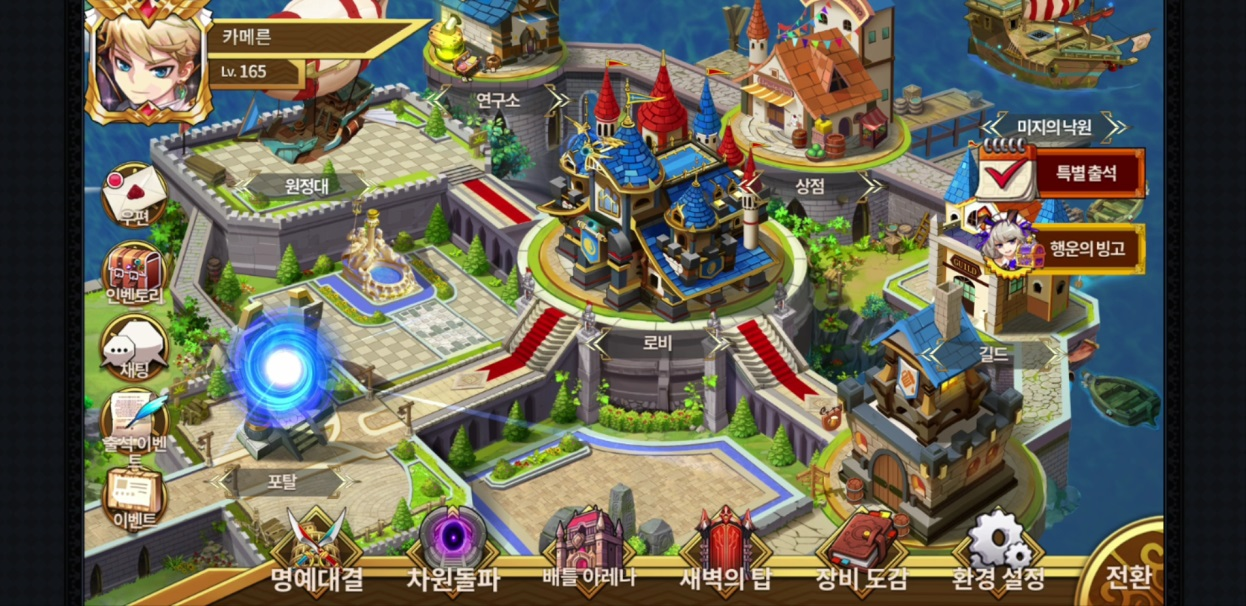 카메른
Lv. 165
연구소
미지의 낙원
특별 출석
원정대
상점
우편
행운의 빙고
GUILD
인벤토리
로비
길드
채팅
출석 이벤
트
포탈
이벤트
명예대결
차원돌파
배틀 아레나
새벽의 탑
장비 도감
환경 설정
전환